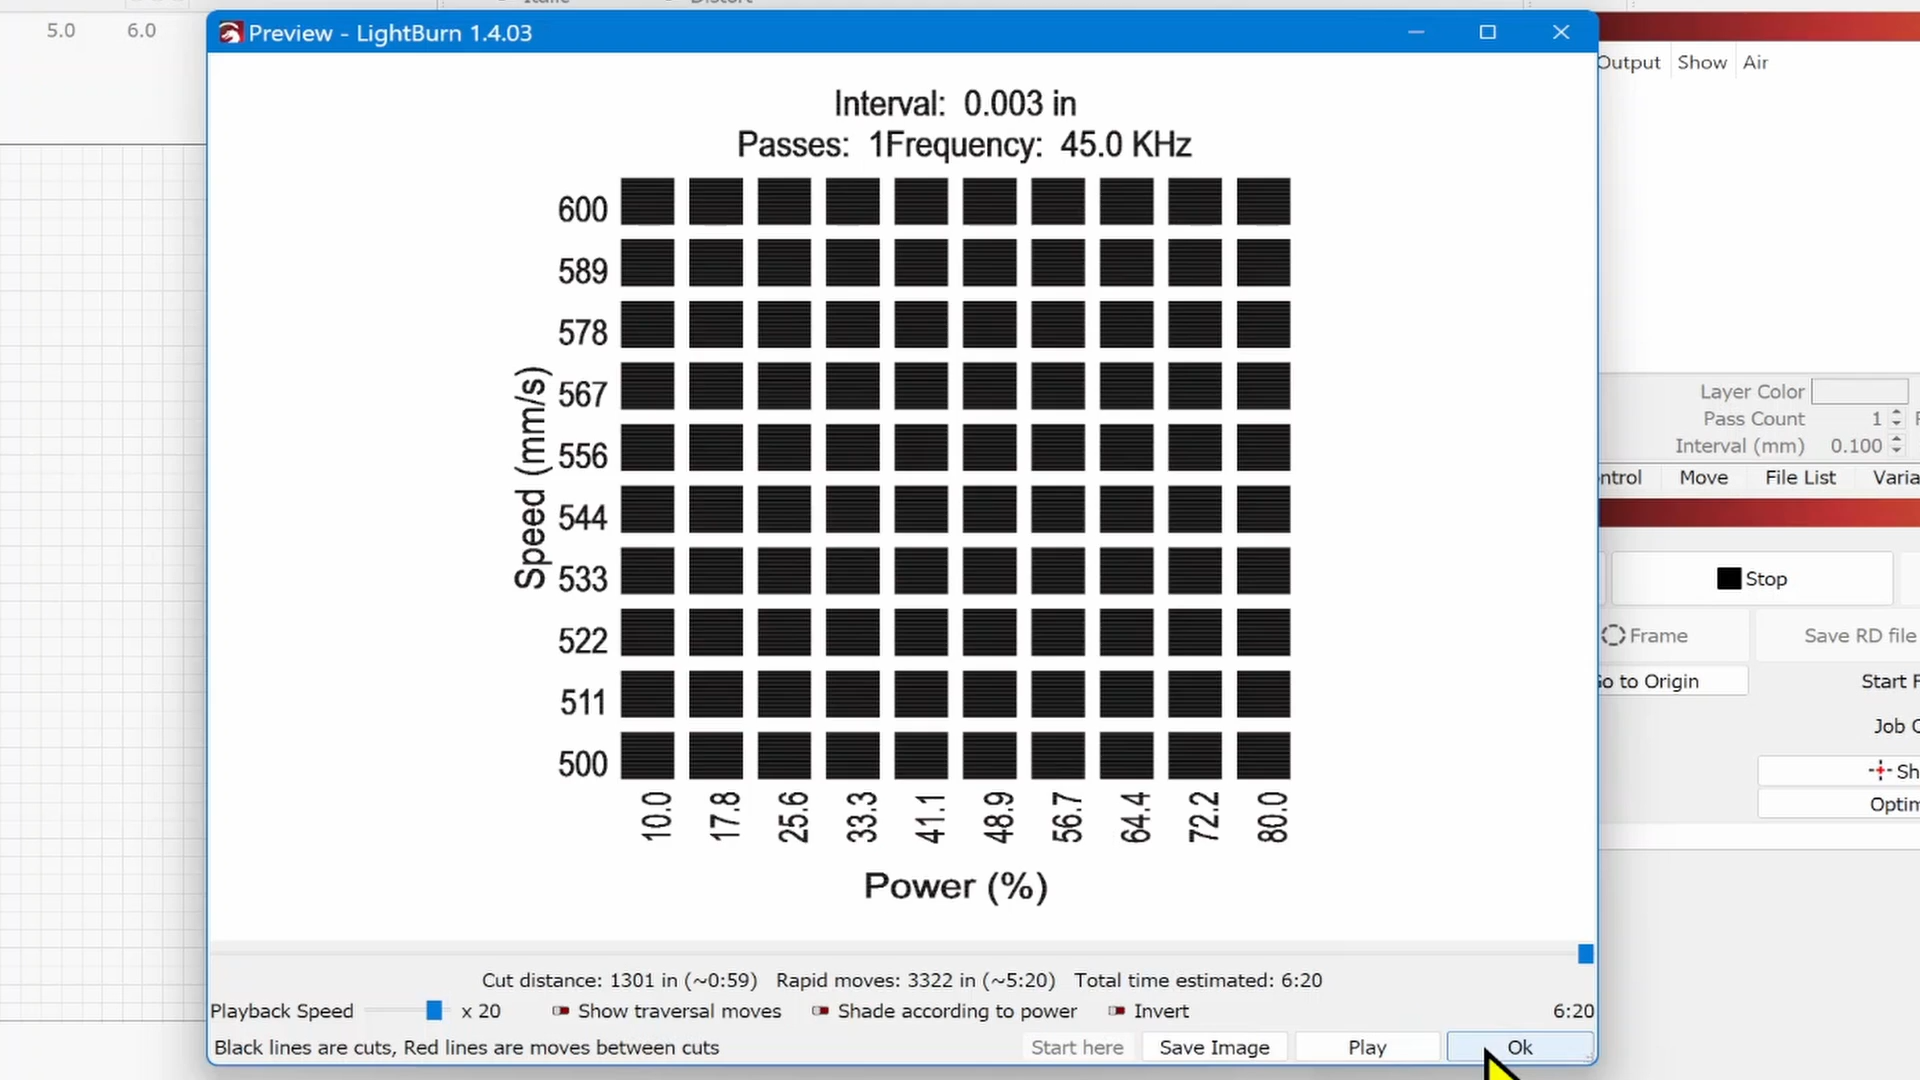 Italic Distort
5.0 6.0
Preview - LightBurn 1.4.03
Output Show Air
Interval: 0.003 in
Passes: 1Frequency: 45.0 KHz
600
589
578
567
556
544
533
522
511
500
Speed (mm/s)
10.0 17.8 25.6 33.3 41.1 48.9 56.7 64.4 72.2 80.0
Power (%)
Layer Color
Pass Count 1
Interval (mm) 0.100
Move File List
Stop
Frame Save RD file
to Origin Start
Job
Cut distance: 1301 in (~0:59) Rapid moves: 3322 in (~5:20) Total time estimated: 6:20
Playback Speed x 20 Show traversal moves Shade according to power Invert 6:20
Black lines are cuts, Red lines are moves between cuts Start here Save Image Play Ok